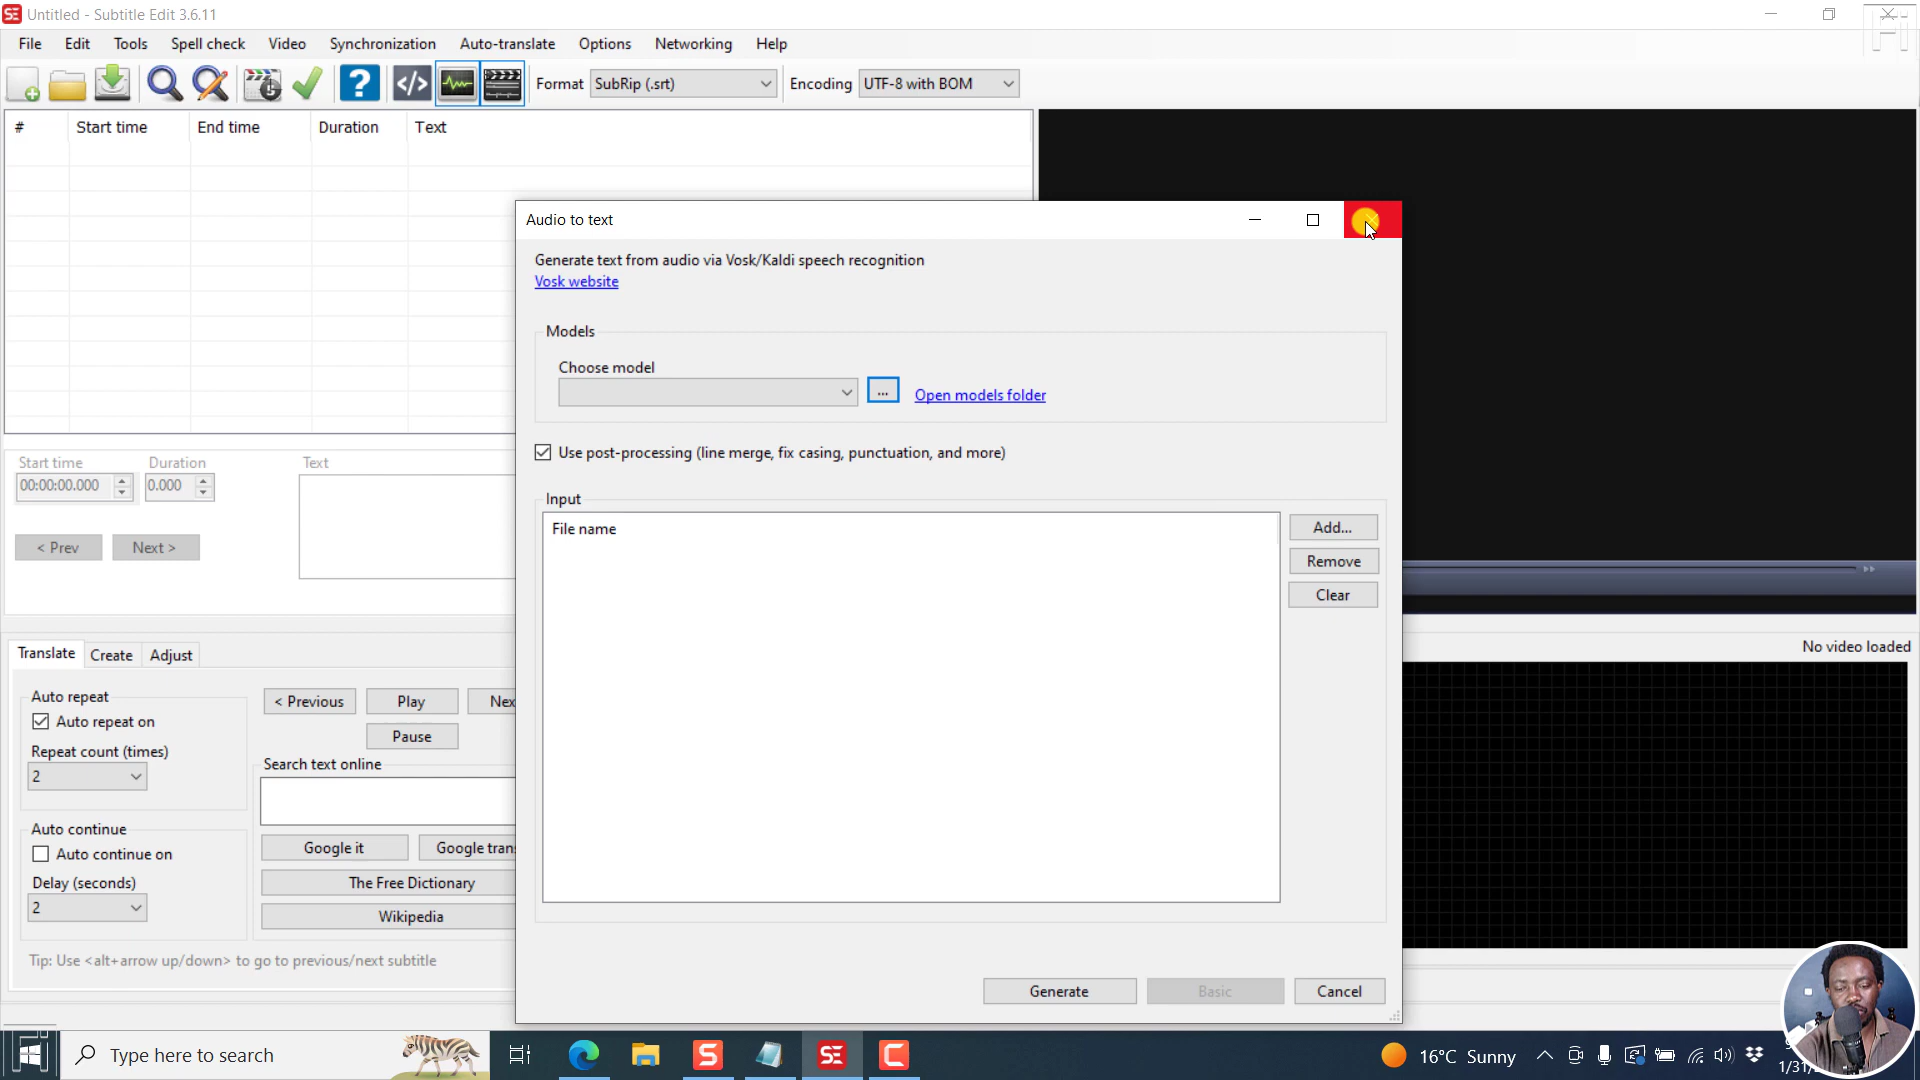 SE Untitled - Subtitle Edit 3.6.11
File Edit Tools Spell check Video Synchronization Auto-translate Options Networking Help
Format SubRip (.srt) Encoding UTF-8 with BOM
# Start time End time Duration Text
Audio to text
Generate text from audio via Vosk/Kaldi speech recognition
Vosk website
Models
Choose model
... Open models folder
Use post-processing (line merge, fix casing, punctuation, and more)
Input
File name
Add...
Remove
Clear
Generate Basic Cancel
Start time Duration Text
00:00:00.000 0.000
< Prev Next >
No video loaded
Translate Create Adjust
Auto repeat
Auto repeat on
Repeat count (times)
2
Auto continue
Auto continue on
Delay (seconds)
2
< Previous Play Nex
Pause
Search text online
Google it Google tran
The Free Dictionary
Wikipedia
Tip: Use <alt+arrow up/down> to go to previous/next subtitle
Type here to search
S SE C
16°C Sunny
1/31/